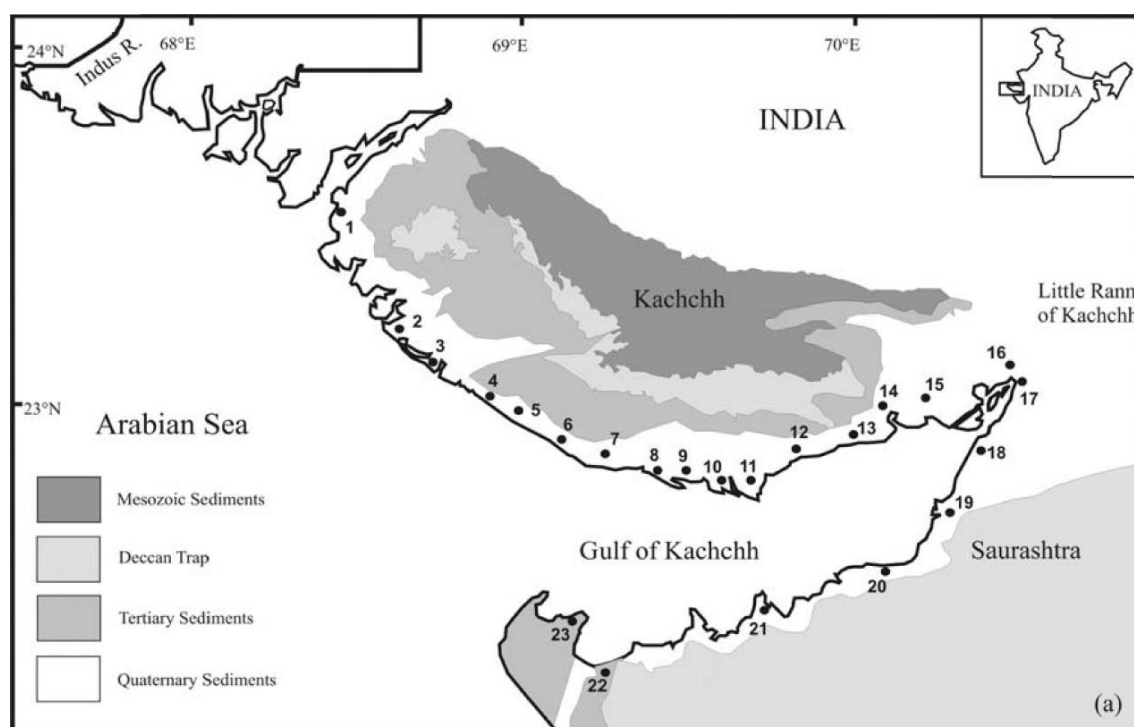 68°E
69°E
70°E
24°N
Indus R.
INDIA
INDIA
1
Kachchh
Little Rann
of Kachchh
2
3
16
17
4
14
15
23°N
5
Arabian Sea
6
7
12
13
18
8
9
10
11
Mesozoic Sediments
19
Deccan Trap
Gulf of Kachchh
Saurashtra
20
Tertiary Sediments
21
23
22
Quaternary Sediments
(a)